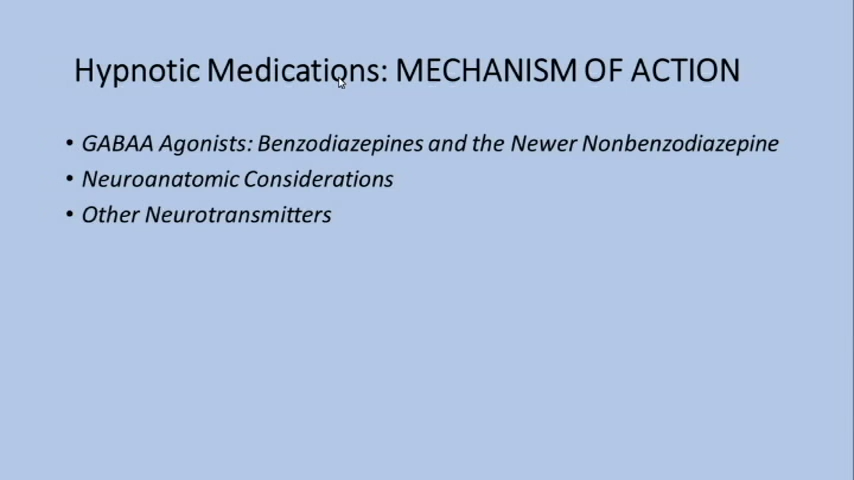 Hypnotic Medications: MECHANISM OF ACTION
• GABAA Agonists: Benzodiazepines and the Newer Nonbenzodiazepine
• Neuroanatomic Considerations
• Other Neurotransmitters